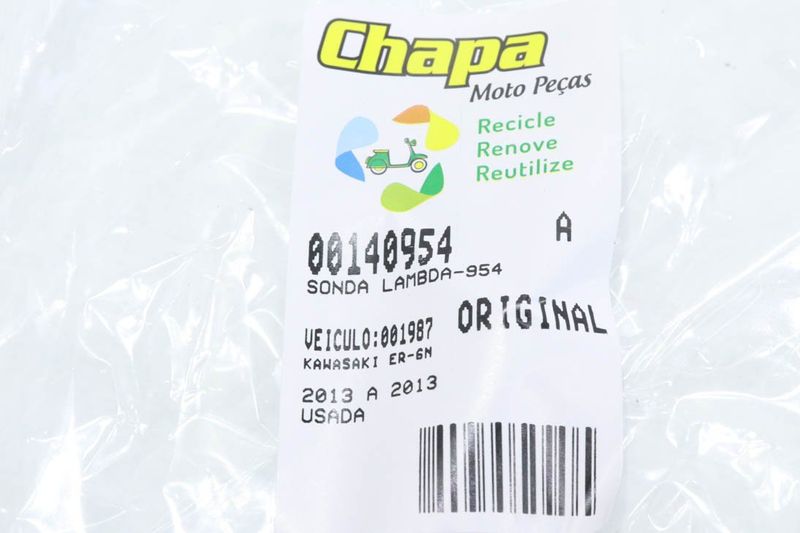 Chapa
Moto Peças
Recicle
Renove
Reutilize
00140954 A
SONDA LAMBDA-954
ORIGINAL
VEICULO:001987
KAWASAKI ER-6N
2013 A 2013
USADA